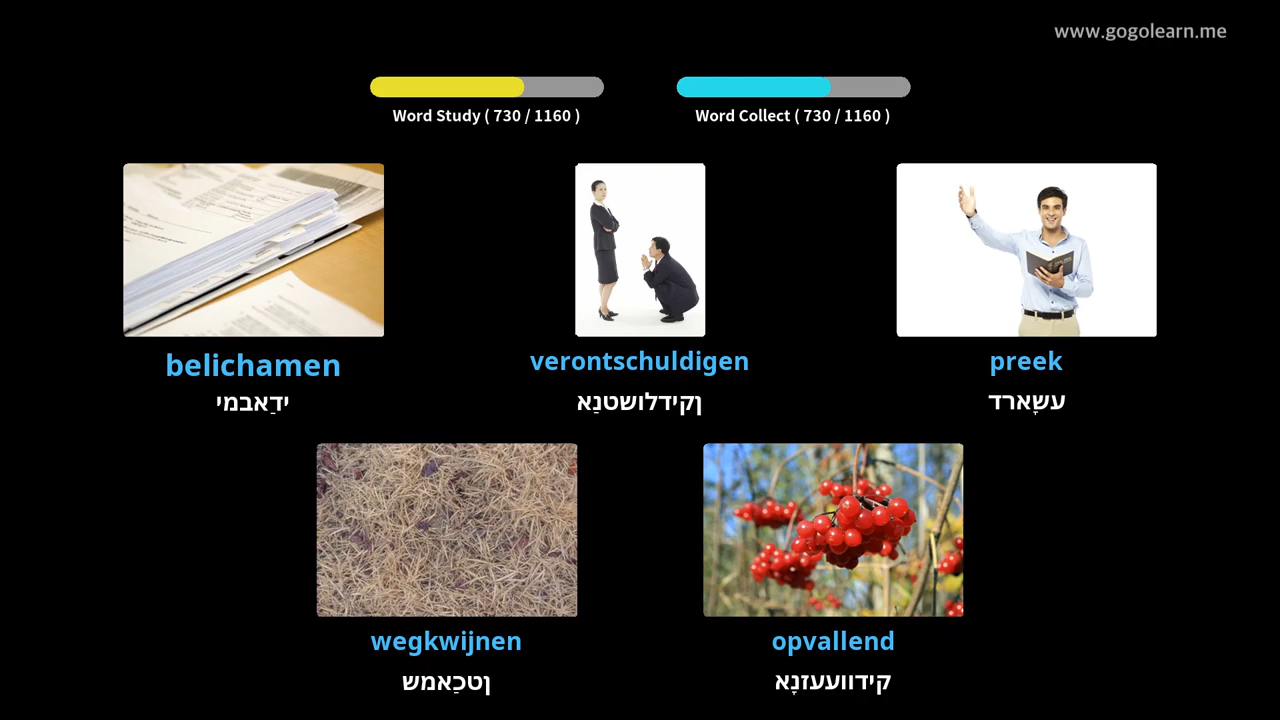 www.gogolearn.me
Word Study ( 730 / 1160 )
Word Collect ( 730 / 1160 )
belichamen
ידַאבמי
verontschuldigen
ןקידלושטנַא
preek
עשָארד
wegkwijnen
ןטכַאמש
opvallend
קידוועעזנָא